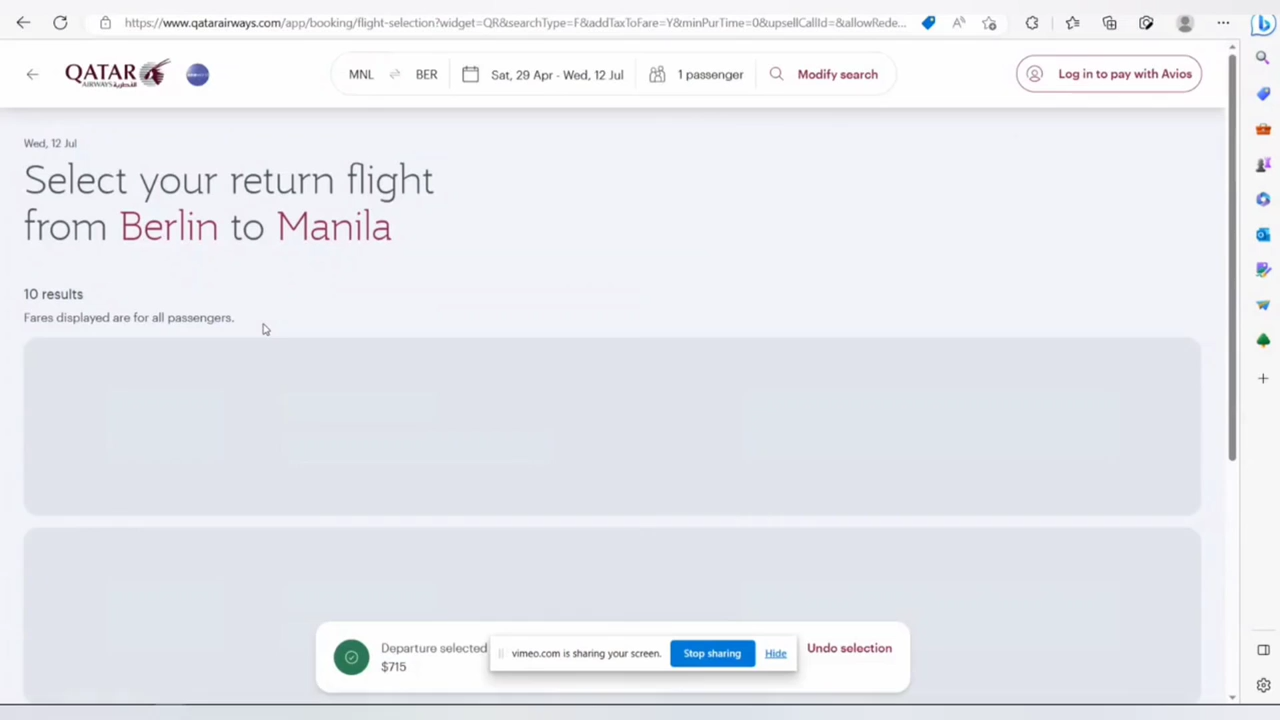 https://www.qatarairways.com/app/booking/flight-selection?widget=QR&searchType=F&addTaxToFare=Y&minPurTime=0&upsellCallId=&allowRede...
QATAR
AIRWAYS القطرية
MNL BER Sat, 29 Apr - Wed, 12 Jul 1 passenger Modify search Log in to pay with Avios
Wed, 12 Jul
Select your return flight
from Berlin to Manila
10 results
Fares displayed are for all passengers.
Departure selected
$715
vimeo.com is sharing your screen. Stop sharing Hide
Undo selection